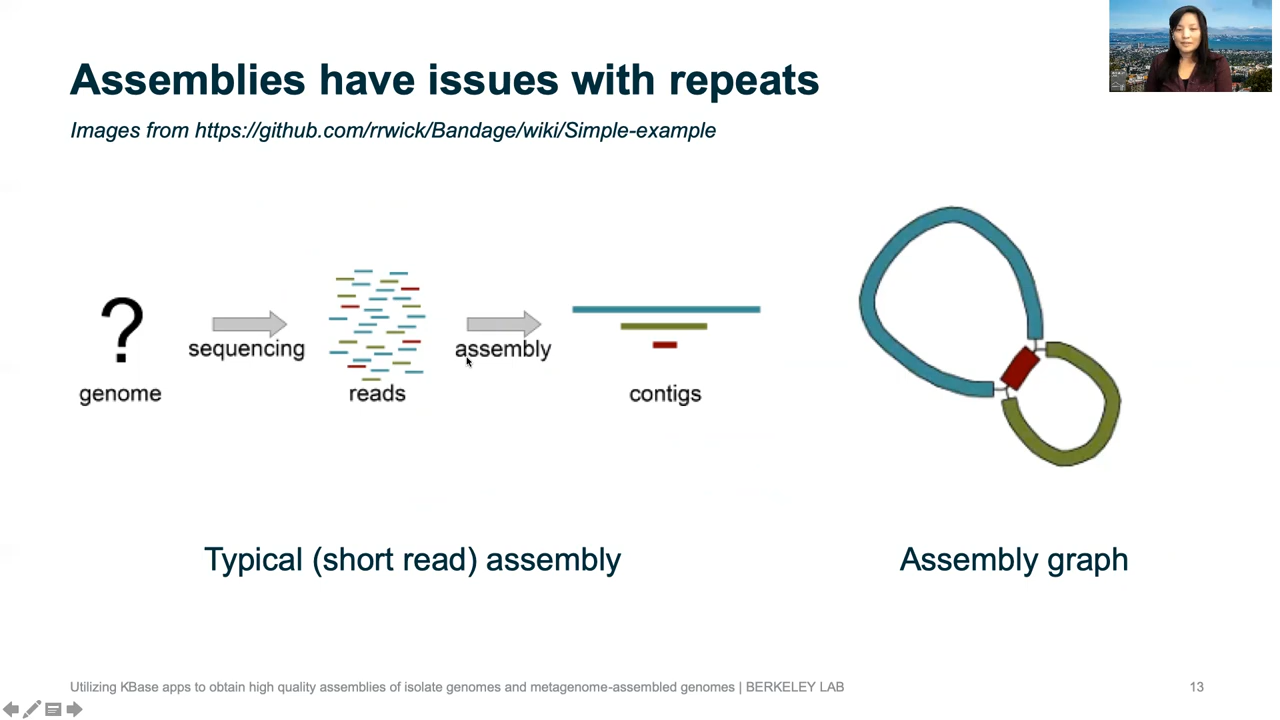 Assemblies have issues with repeats
Images from https://github.com/rrwick/Bandage/wiki/Simple-example
?
genome
sequencing
reads
assembly
contigs
Typical (short read) assembly
Assembly graph
Utilizing KBase apps to obtain high quality assemblies of isolate genomes and metagenome-assembled genomes | BERKELEY LAB
13